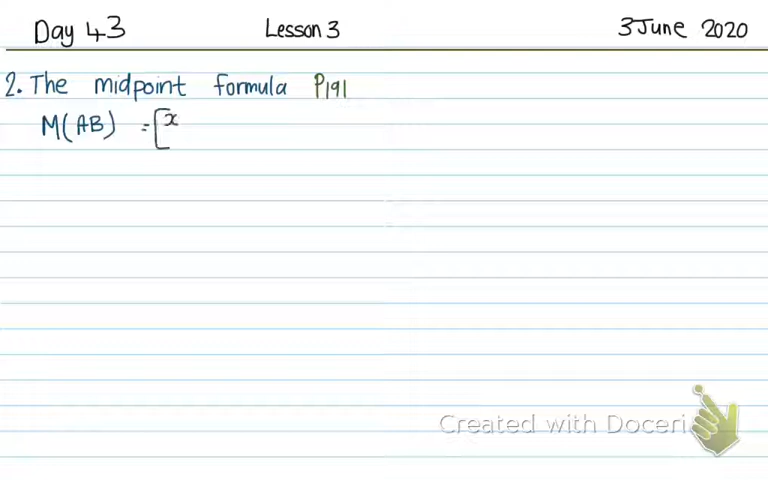 Day 43 Lesson 3 3 June 2020
2. The midpoint formula P191
M(AB) = [x
Created with Doceri